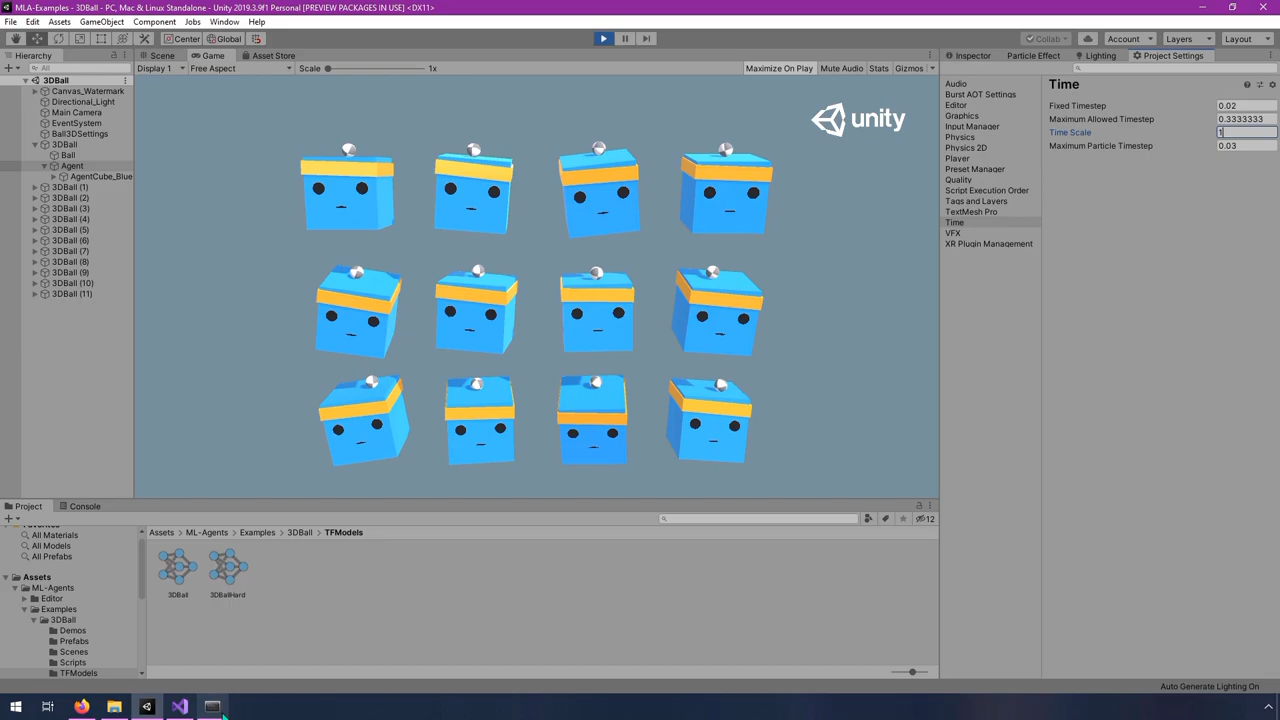 MLA-Examples - 3DBall - PC, Mac & Linux Standalone - Unity 2019.3.9f1 Personal [PREVIEW PACKAGES IN USE] <DX11>
File Edit Assets GameObject Component Jobs Window Help
Center Global Collab Account Layers Layout
Hierarchy Scene Game Asset Store Inspector Particle Effect Lighting Project Settings
All Display 1 Free Aspect Scale 1x Maximize On Play Mute Audio Stats Gizmos
3DBall
Canvas_Watermark
Directional_Light
Main Camera
EventSystem
Ball3DSettings
3DBall
Ball
Agent
AgentCube_Blue
3DBall (1)
3DBall (2)
3DBall (3)
3DBall (4)
3DBall (5)
3DBall (6)
3DBall (7)
3DBall (8)
3DBall (9)
3DBall (10)
3DBall (11)
unity
Audio
Burst AOT Settings
Editor
Graphics
Input Manager
Physics
Physics 2D
Player
Preset Manager
Quality
Script Execution Order
Tags and Layers
TextMesh Pro
Time
VFX
XR Plugin Management
Time
Fixed Timestep 0.02
Maximum Allowed Timestep 0.3333333
Time Scale 1
Maximum Particle Timestep 0.03
Project Console
12
Favorites
All Materials
All Models
All Prefabs
Assets
ML-Agents
Editor
Examples
3DBall
Demos
Prefabs
Scenes
Scripts
TFModels
Assets > ML-Agents > Examples > 3DBall > TFModels
3DBall 3DBallHard
Auto Generate Lighting On